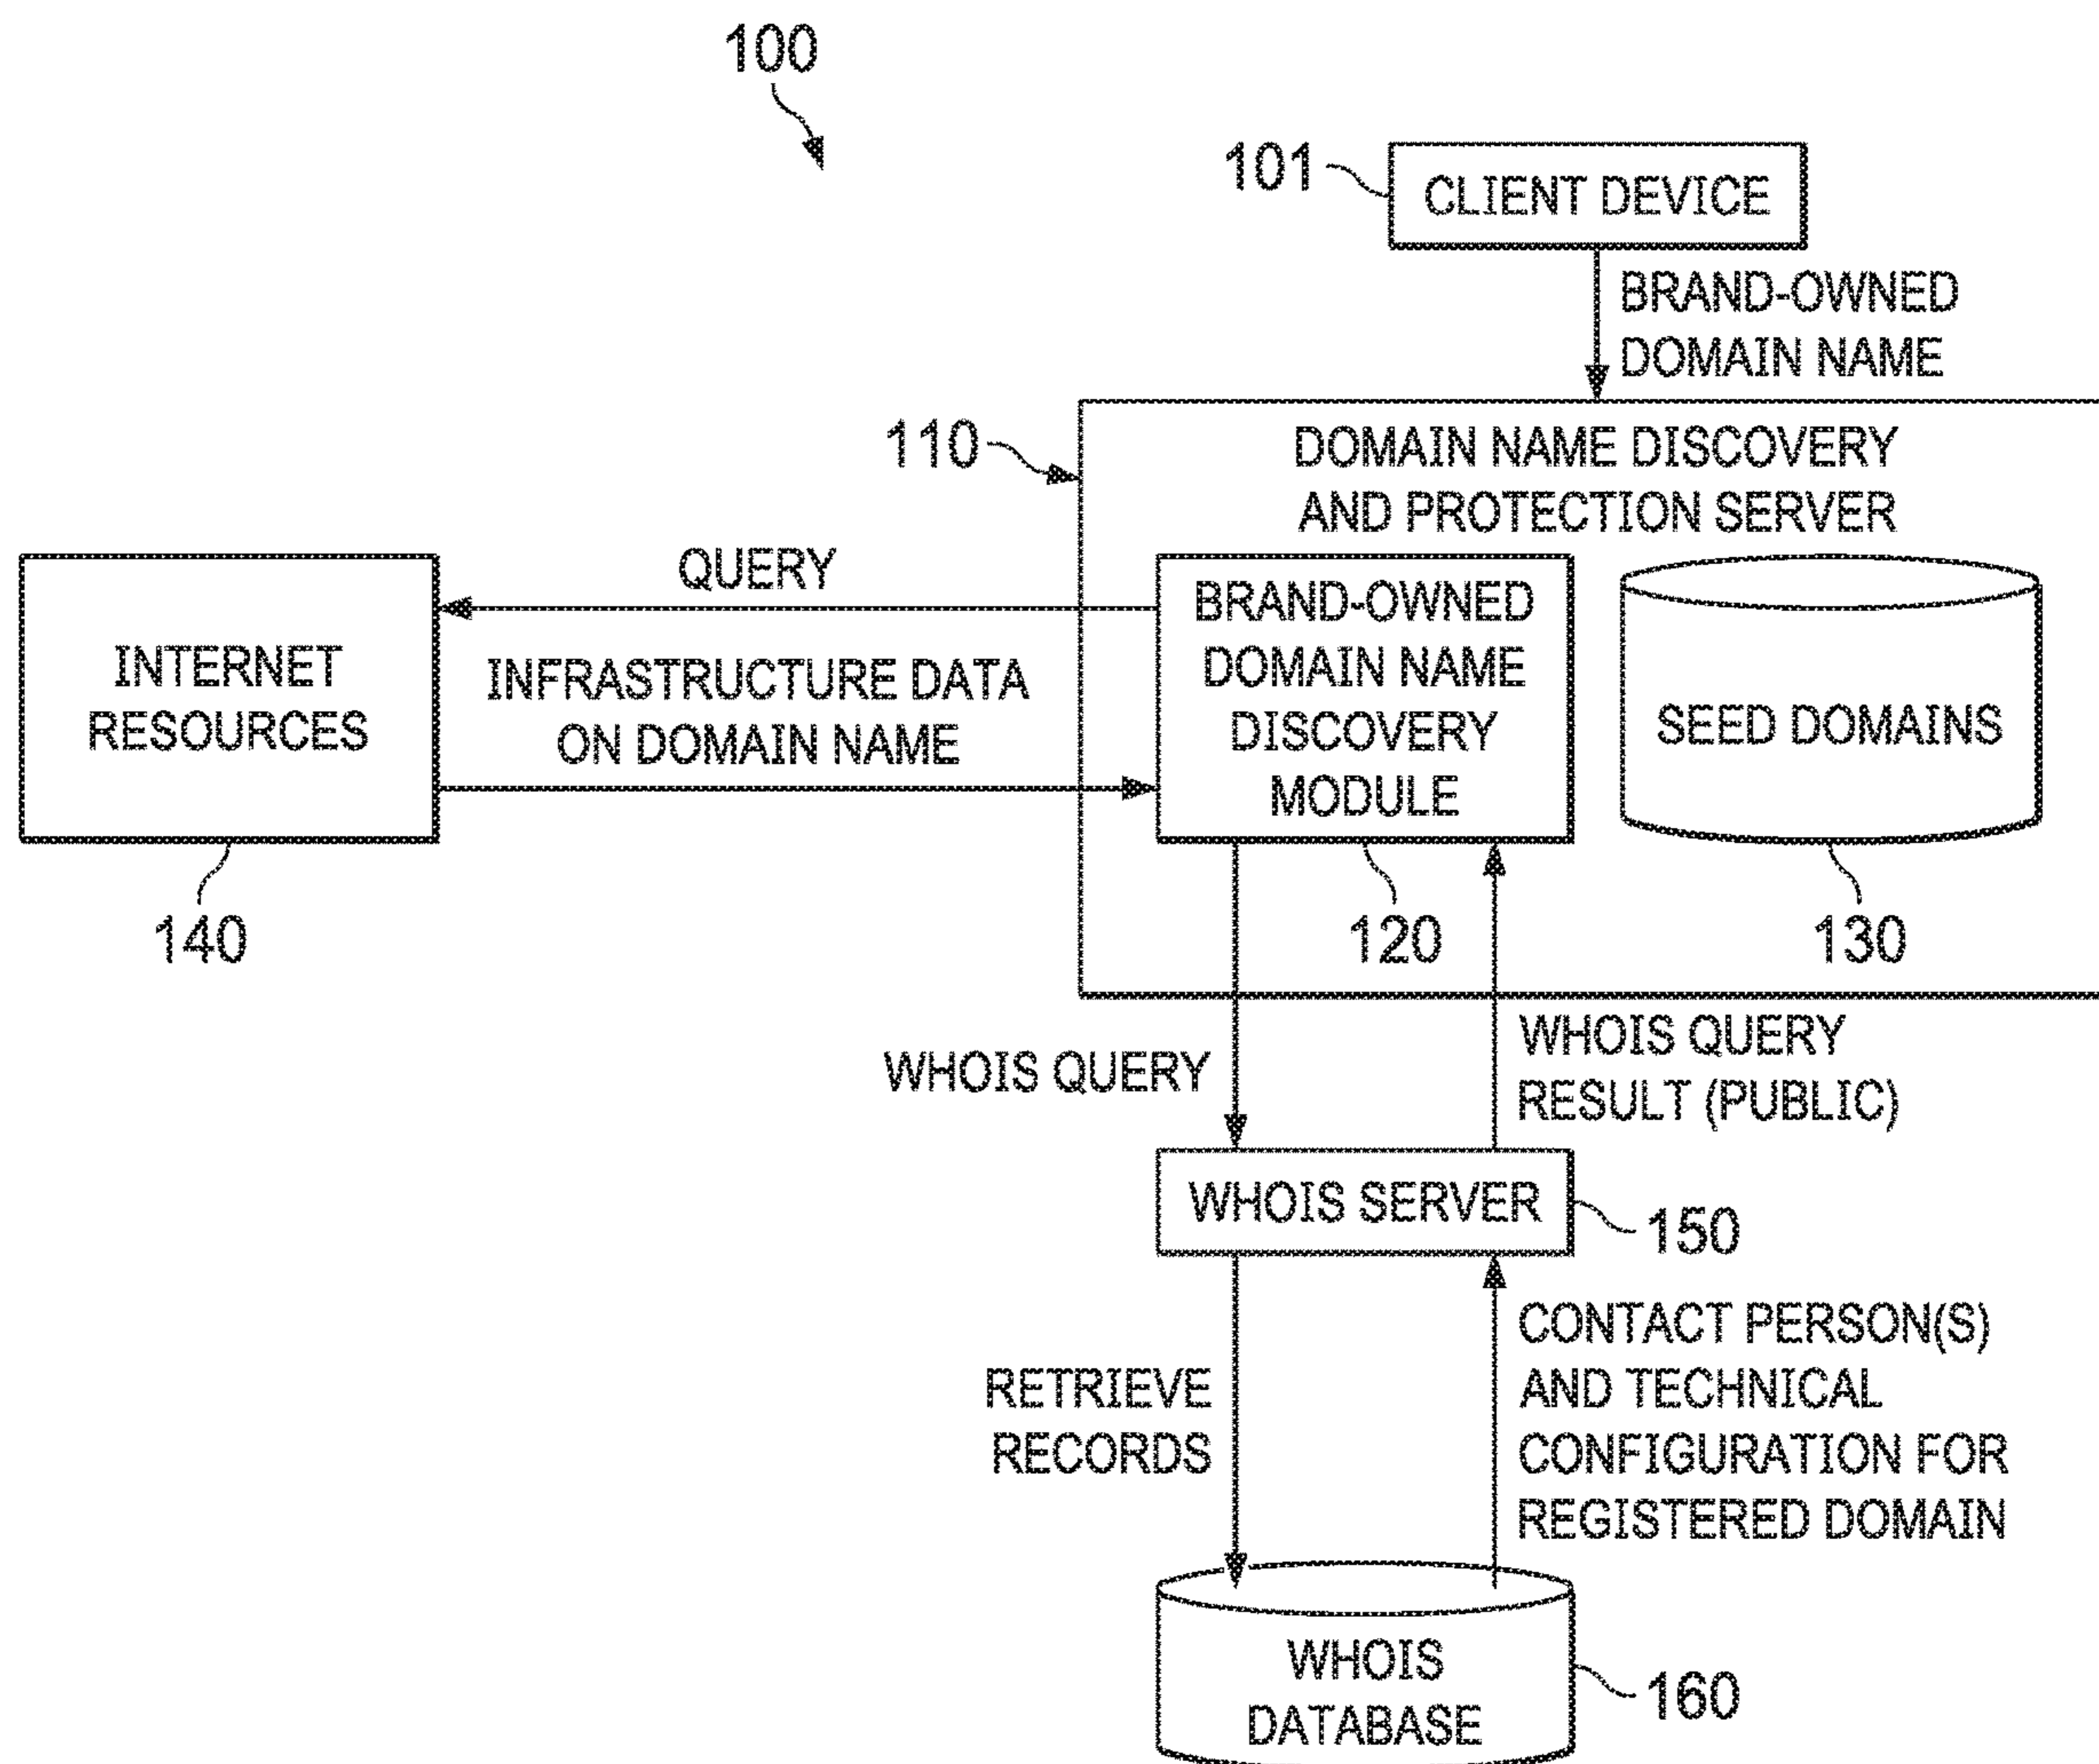 100
101
CLIENT DEVICE
BRAND-OWNED
DOMAIN NAME
110
DOMAIN NAME DISCOVERY
AND PROTECTION SERVER
QUERY
INTERNET
RESOURCES
INFRASTRUCTURE DATA
ON DOMAIN NAME
BRAND-OWNED
DOMAIN NAME
DISCOVERY
MODULE
SEED DOMAINS
140
120
130
WHOIS QUERY
WHOIS QUERY
RESULT (PUBLIC)
WHOIS SERVER
150
RETRIEVE
RECORDS
CONTACT PERSON(S)
AND TECHNICAL
CONFIGURATION FOR
REGISTERED DOMAIN
WHOIS
DATABASE
160